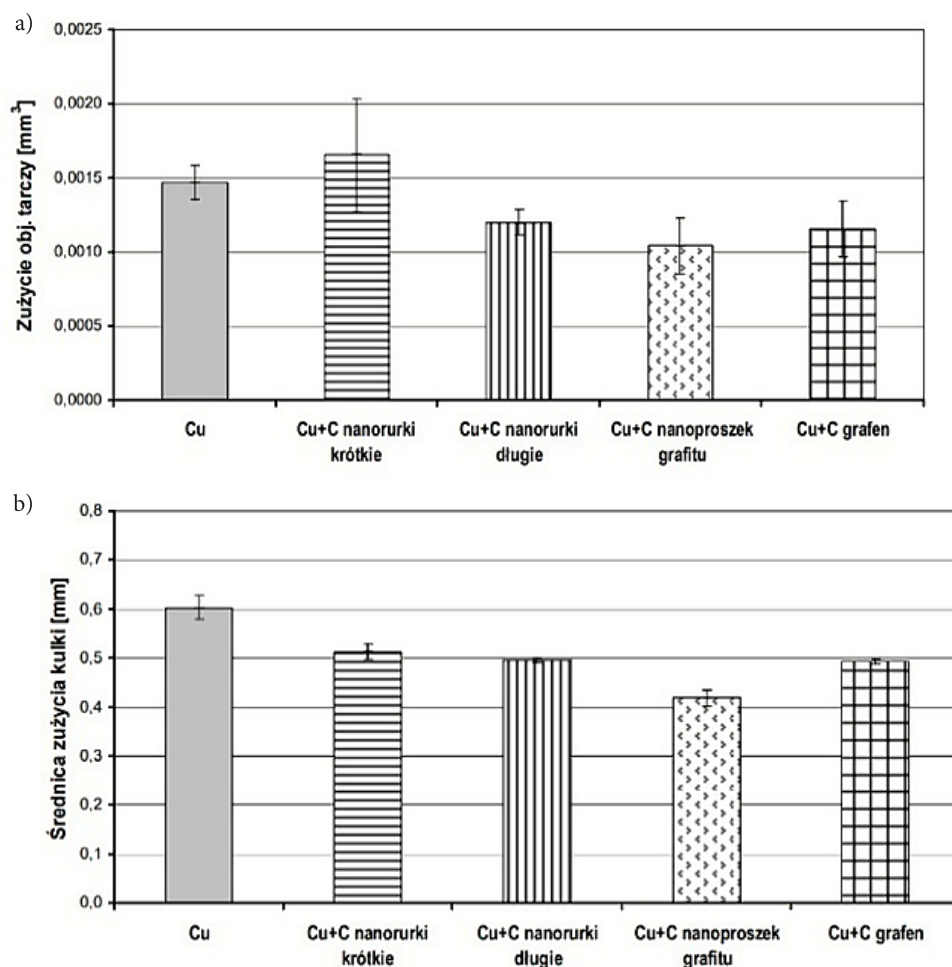 a)
Zużycie obj. tarczy [mm³]
0,0025
0,0020
0,0015
0,0010
0,0005
0,0000
Cu
Cu+C nanorurki
krótkie
Cu+C nanorurki
długie
Cu+C nanoproszek
grafitu
Cu+C grafen
b)
Średnica zużycia kulki [mm]
0,8
0,7
0,6
0,5
0,4
0,3
0,2
0,1
0,0
Cu
Cu+C nanorurki
krótkie
Cu+C nanorurki
długie
Cu+C nanoproszek
grafitu
Cu+C grafen